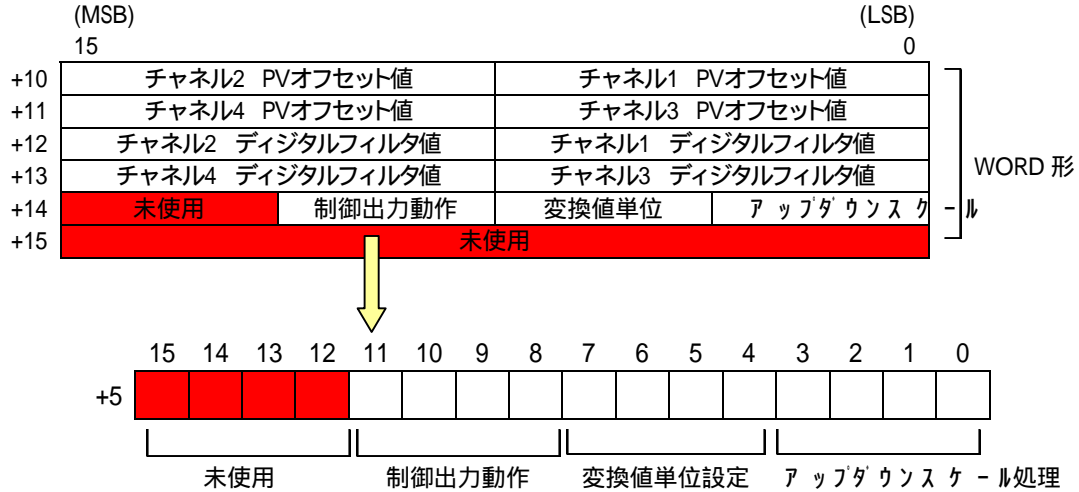 (MSB) (LSB)
15 0
+10 チャネル2 PVオフセット値 チャネル1 PVオフセット値
+11 チャネル4 PVオフセット値 チャネル3 PVオフセット値
+12 チャネル2 ディジタルフィルタ値 チャネル1 ディジタルフィルタ値
+13 チャネル4 ディジタルフィルタ値 チャネル3 ディジタルフィルタ値
WORD 形
+14 未使用 制御出力動作 変換値単位 アップダウンスケール
+15 未使用
15 14 13 12 11 10 9 8 7 6 5 4 3 2 1 0
+5
未使用 制御出力動作 変換値単位設定 アップダウンスケール処理